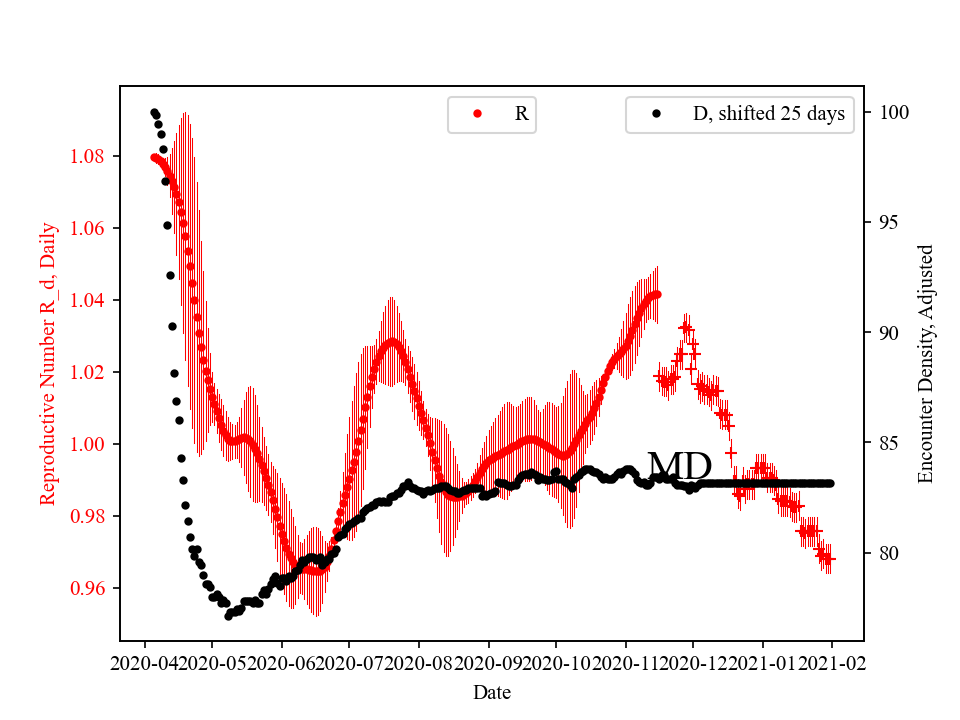 R
D, shifted 25 days
1.08
1.06
1.04
1.02
1.00
0.98
0.96
Reproductive Number R_d, Daily
100
95
90
85
80
Encounter Density, Adjusted
MD
2020-04 2020-05 2020-06 2020-07 2020-08 2020-09 2020-10 2020-11 2020-12 2021-01 2021-02
Date